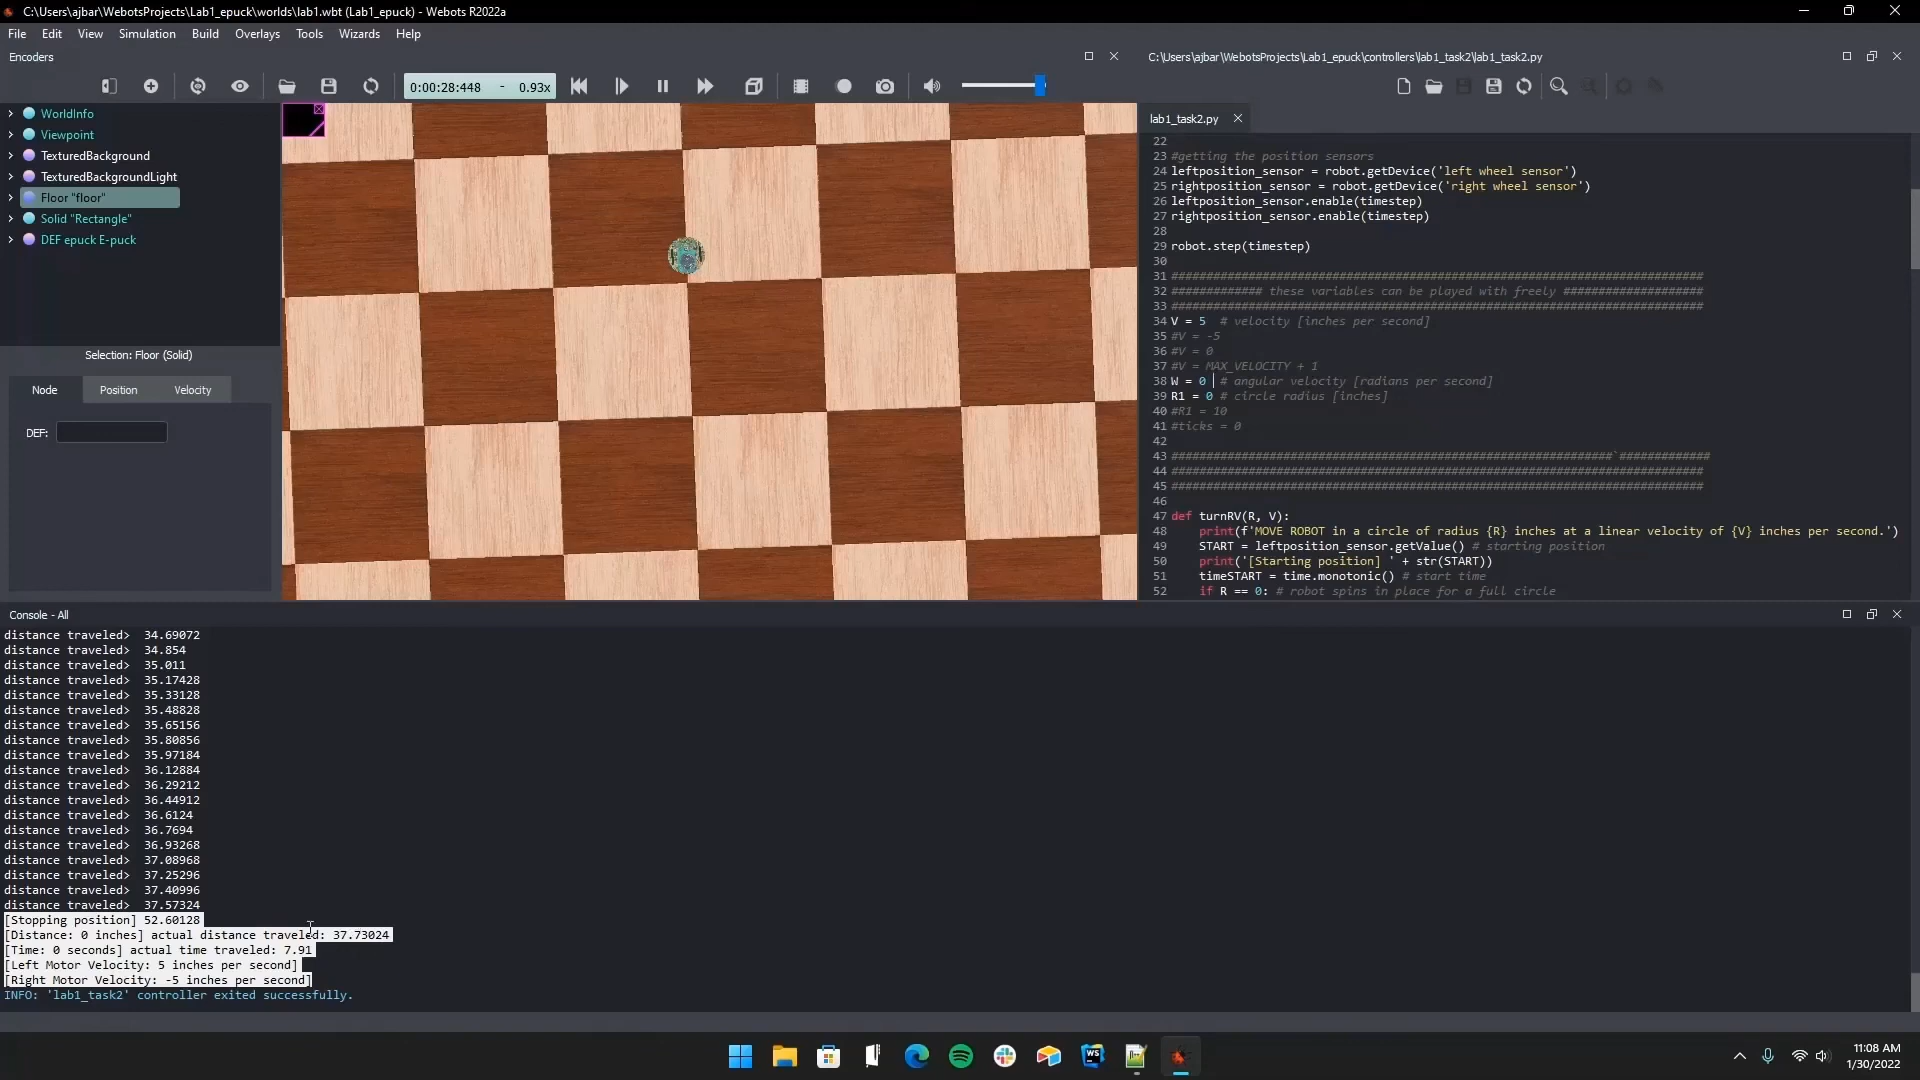 C:\Users\ajbar\WebotsProjects\Lab1_epuck\worlds\lab1.wbt (Lab1_epuck) - Webots R2022a
File Edit View Simulation Build Overlays Tools Wizards Help
Encoders
C:\Users\ajbar\WebotsProjects\Lab1_epuck\controllers\lab1_task2\lab1_task2.py
0:00:28:448 - 0.93x
WorldInfo
Viewpoint
TexturedBackground
TexturedBackgroundLight
Floor "floor"
Solid "Rectangle"
DEF epuck E-puck
Selection: Floor (Solid)
Node Position Velocity
DEF:
lab1_task2.py
22
23 #getting the position sensors
24 leftposition_sensor = robot.getDevice('left wheel sensor')
25 rightposition_sensor = robot.getDevice('right wheel sensor')
26 leftposition_sensor.enable(timestep)
27 rightposition_sensor.enable(timestep)
28
29 robot.step(timestep)
30
31 ############################################################################
32 ############# these variables can be played with freely ####################
33 ############################################################################
34 V = 5 # velocity [inches per second]
35 #V = -5
36 #V = 0
37 #V = MAX_VELOCITY + 1
38 W = 0 # angular velocity [radians per second]
39 R1 = 0 # circle radius [inches]
40 #R1 = 10
41 #ticks = 0
42
43 ###############################################################`#############
44 ############################################################################
45 ############################################################################
46
47 def turnRV(R, V):
48 print(f'MOVE ROBOT in a circle of radius {R} inches at a linear velocity of {V} inches per second.')
49 START = leftposition_sensor.getValue() # starting position
50 print('[Starting position] ' + str(START))
51 timeSTART = time.monotonic() # start time
52 if R == 0: # robot spins in place for a full circle
Console - All
distance traveled> 34.69072
distance traveled> 34.854
distance traveled> 35.011
distance traveled> 35.17428
distance traveled> 35.33128
distance traveled> 35.48828
distance traveled> 35.65156
distance traveled> 35.80856
distance traveled> 35.97184
distance traveled> 36.12884
distance traveled> 36.29212
distance traveled> 36.44912
distance traveled> 36.6124
distance traveled> 36.7694
distance traveled> 36.93268
distance traveled> 37.08968
distance traveled> 37.25296
distance traveled> 37.40996
distance traveled> 37.57324
[Stopping position] 52.60128
[Distance: 0 inches] actual distance traveled: 37.73024
[Time: 0 seconds] actual time traveled: 7.91
[Left Motor Velocity: 5 inches per second]
[Right Motor Velocity: -5 inches per second]
INFO: 'lab1_task2' controller exited successfully.
WS
11:08 AM
1/30/2022